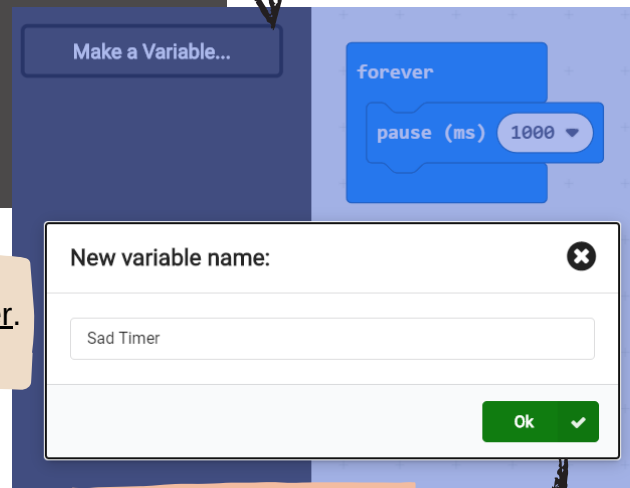 Make a Variable...
forever
pause (ms) 1000
New variable name:
Sad Timer
Ok